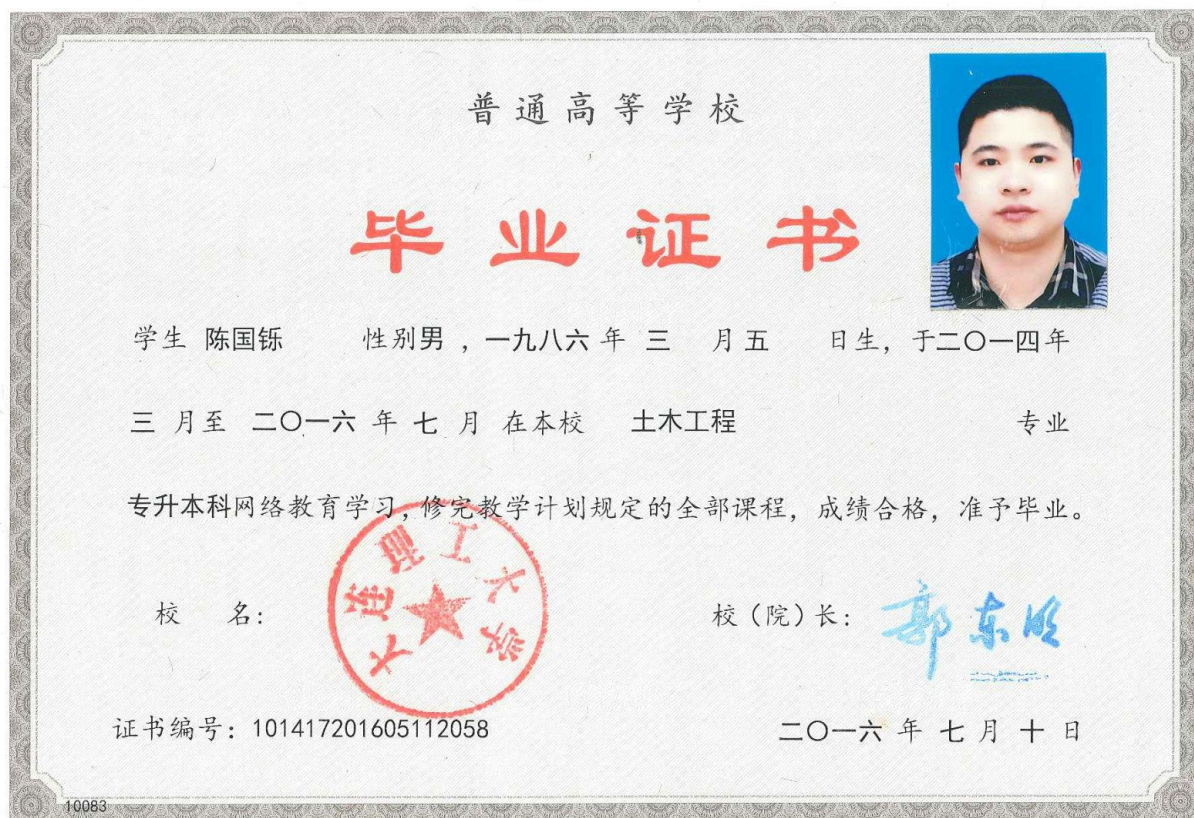 普通高等学校
毕业证书
学生 陈国铄 性别男，一九八六年 三 月五 日生，于二〇一四年
三 月至 二〇一六 年 七 月 在本校 土木工程 专业
专升本科网络教育学习，修完教学计划规定的全部课程，成绩合格，准予毕业。
大连理工大学
校 名： 校（院）长：郭东明
证书编号：101417201605112058 二〇一六 年 七 月 十 日
10083